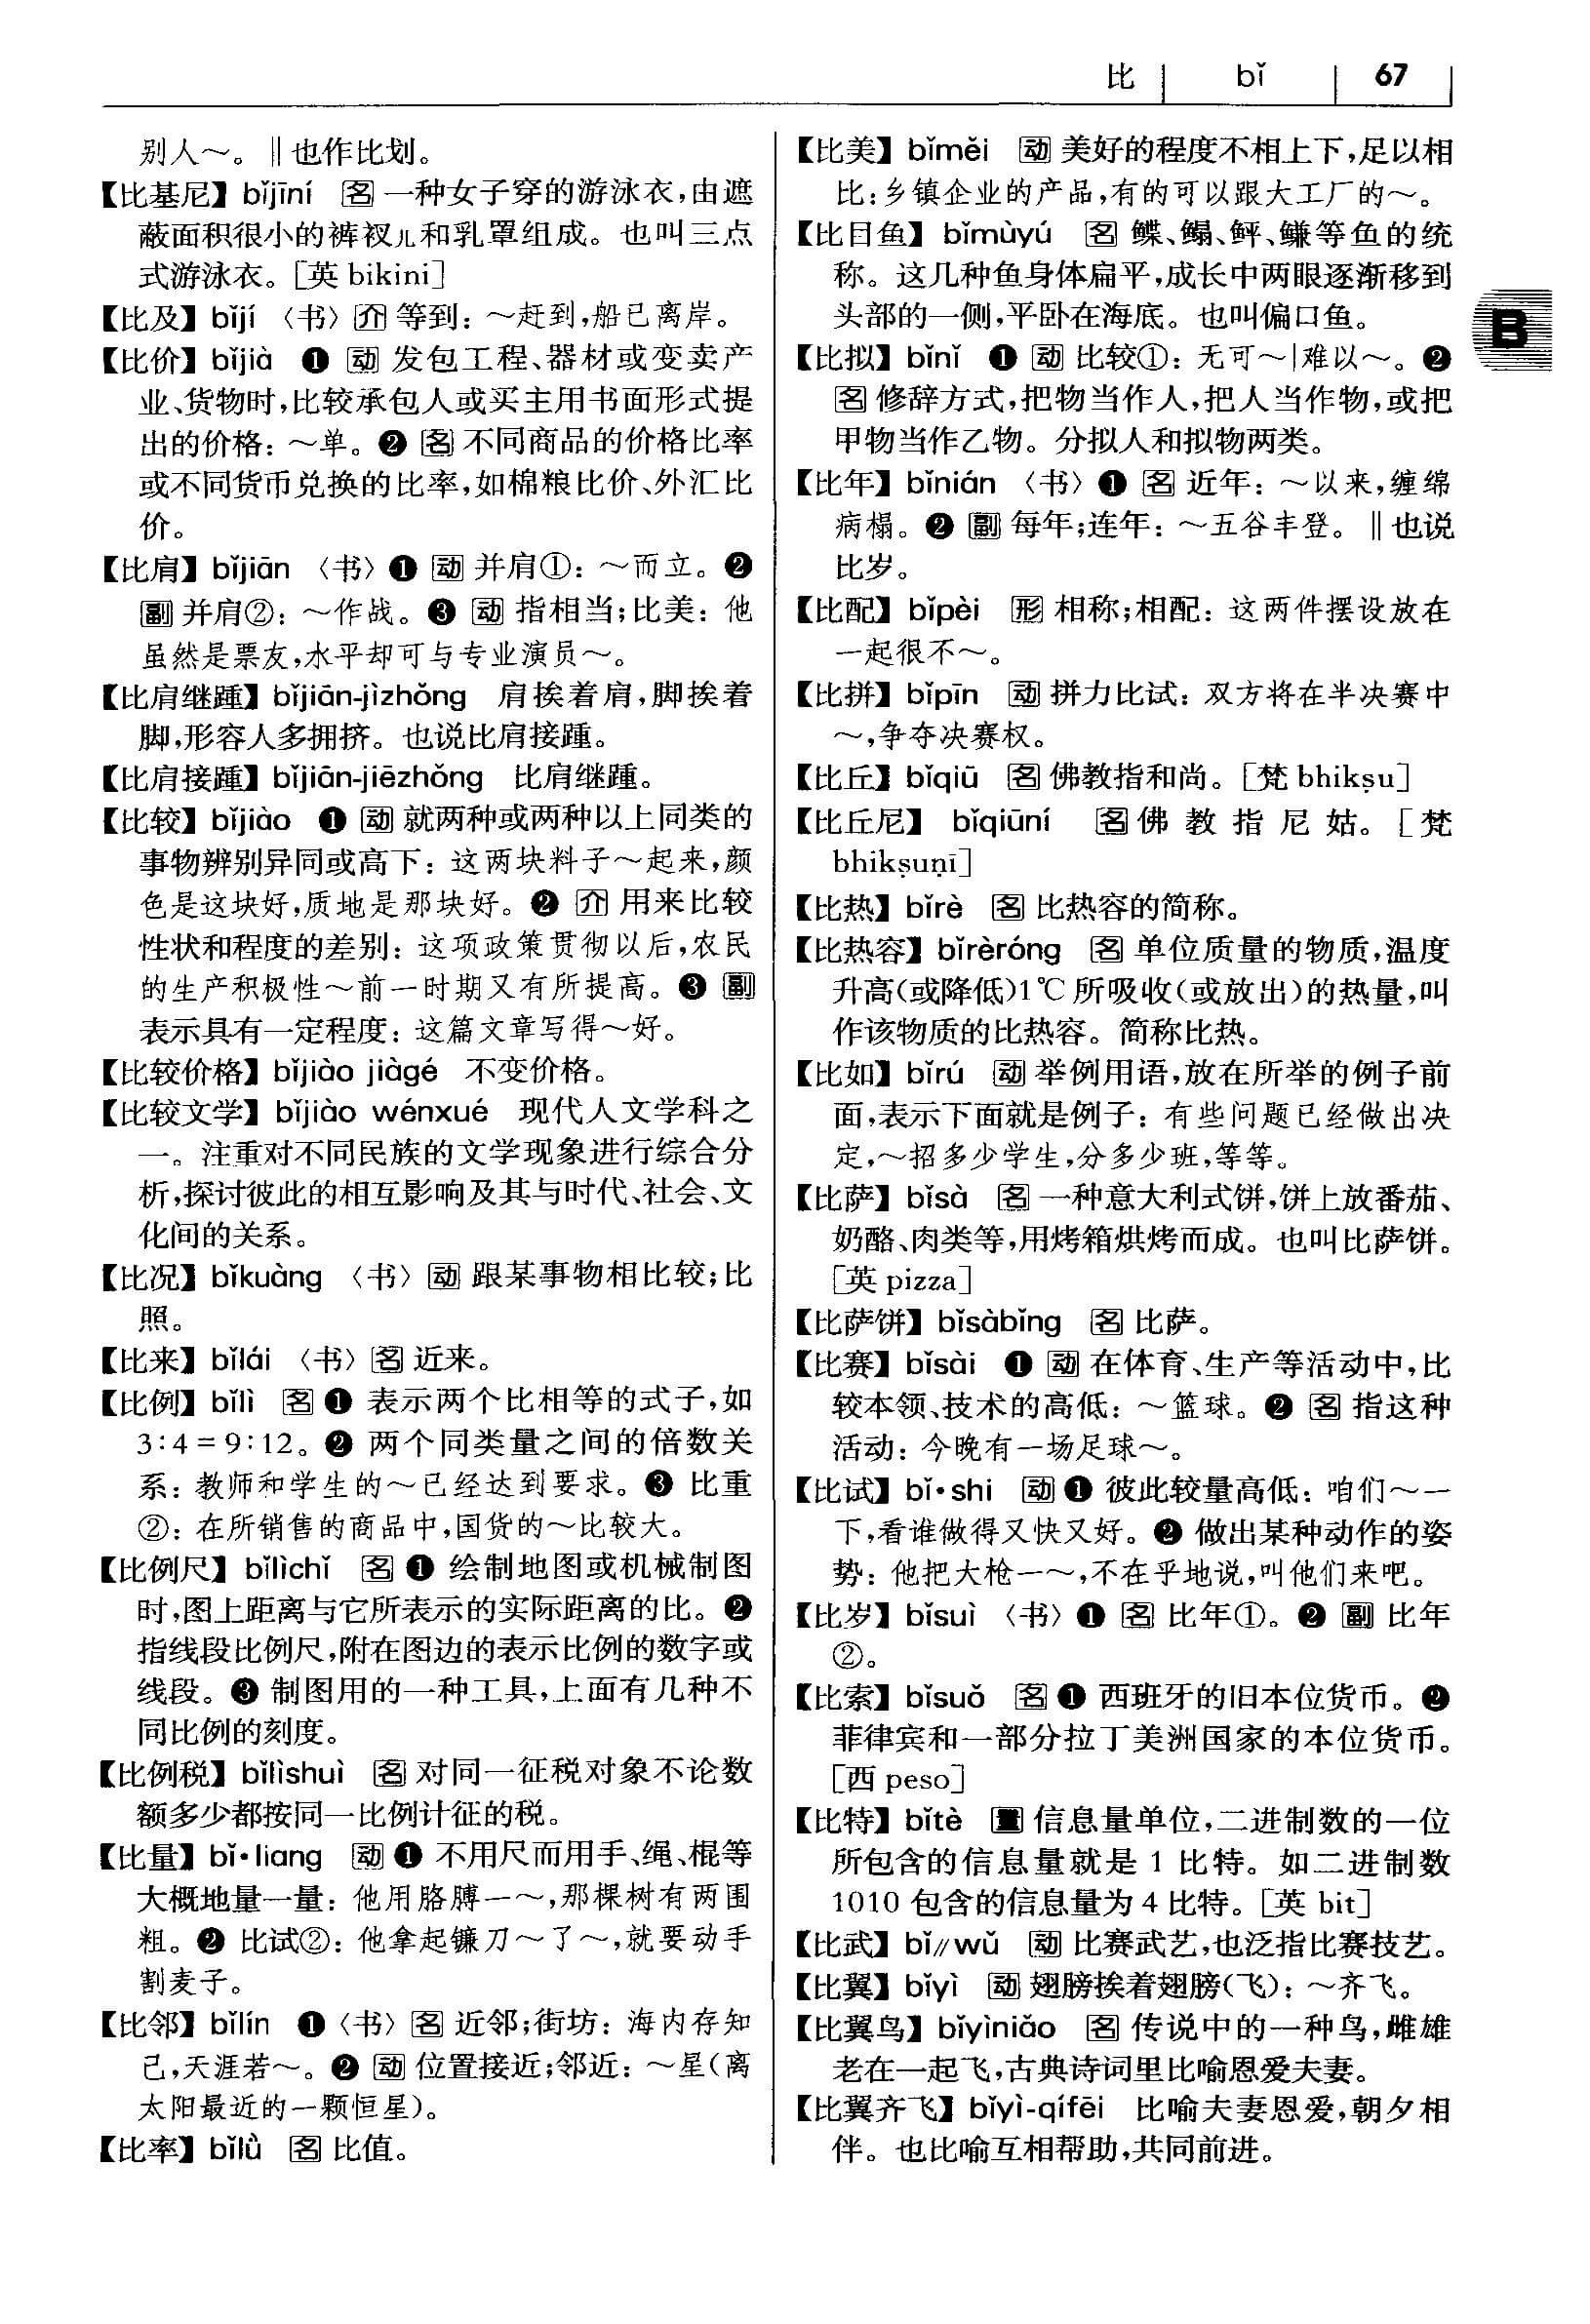 比 bǐ 67
别人～。‖也作比划。
【比基尼】bǐjīní 名 一种女子穿的游泳衣，由遮
蔽面积很小的裤衩儿和乳罩组成。也叫三点
式游泳衣。[英 bikini]
【比及】bǐjí 〈书〉介 等到：～赶到，船已离岸。
【比价】bǐjià ❶ 动 发包工程、器材或变卖产
业、货物时，比较承包人或买主用书面形式提
出的价格：～单。❷ 名 不同商品的价格比率
或不同货币兑换的比率，如棉粮比价、外汇比
价。
【比肩】bǐjiān 〈书〉❶ 动 并肩①：～而立。❷
副 并肩②：～作战。❸ 动 指相当；比美：他
虽然是票友，水平却可与专业演员～。
【比肩继踵】bǐjiān-jìzhǒng 肩挨着肩，脚挨着
脚，形容人多拥挤。也说比肩接踵。
【比肩接踵】bǐjiān-jiēzhǒng 比肩继踵。
【比较】bǐjiào ❶ 动 就两种或两种以上同类的
事物辨别异同或高下：这两块料子～起来，颜
色是这块好，质地是那块好。❷ 介 用来比较
性状和程度的差别：这项政策贯彻以后，农民
的生产积极性～前一时期又有所提高。❸ 副
表示具有一定程度：这篇文章写得～好。
【比较价格】bǐjiào jiàgé 不变价格。
【比较文学】bǐjiào wénxué 现代人文学科之
一。注重对不同民族的文学现象进行综合分
析，探讨彼此的相互影响及其与时代、社会、文
化间的关系。
【比况】bǐkuàng 〈书〉动 跟某事物相比较；比
照。
【比来】bǐlái 〈书〉名 近来。
【比例】bǐlì 名 ❶ 表示两个比相等的式子，如
3∶4＝9∶12。❷ 两个同类量之间的倍数关
系：教师和学生的～已经达到要求。❸ 比重
②：在所销售的商品中，国货的～比较大。
【比例尺】bǐlìchǐ 名 ❶ 绘制地图或机械制图
时，图上距离与它所表示的实际距离的比。❷
指线段比例尺，附在图边的表示比例的数字或
线段。❸ 制图用的一种工具，上面有几种不
同比例的刻度。
【比例税】bǐlìshuì 名 对同一征税对象不论数
额多少都按同一比例计征的税。
【比量】bǐ•liang 动 ❶ 不用尺而用手、绳、棍等
大概地量一量：他用胳膊一～，那棵树有两围
粗。❷ 比试②：他拿起镰刀～了～，就要动手
割麦子。
【比邻】bǐlín ❶〈书〉名 近邻；街坊：海内存知
己，天涯若～。❷ 动 位置接近；邻近：～星（离
太阳最近的一颗恒星）。
【比率】bǐlǜ 名 比值。
【比美】bǐměi 动 美好的程度不相上下，足以相
比：乡镇企业的产品，有的可以跟大工厂的～。
【比目鱼】bǐmùyú 名 鲽、鳎、鲆、鳒等鱼的统
称。这几种鱼身体扁平，成长中两眼逐渐移到
头部的一侧，平卧在海底。也叫偏口鱼。
B
【比拟】bǐnǐ ❶ 动 比较①：无可～|难以～。❷
名 修辞方式，把物当作人，把人当作物，或把
甲物当作乙物。分拟人和拟物两类。
【比年】bǐnián 〈书〉❶ 名 近年：～以来，缠绵
病榻。❷ 副 每年；连年：～五谷丰登。‖也说
比岁。
【比配】bǐpèi 形 相称；相配：这两件摆设放在
一起很不～。
【比拼】bǐpīn 动 拼力比试：双方将在半决赛中
～，争夺决赛权。
【比丘】bǐqiū 名 佛教指和尚。[梵 bhikṣu]
【比丘尼】bǐqiūní 名 佛教指尼姑。[梵
bhikṣuṇī]
【比热】bǐrè 名 比热容的简称。
【比热容】bǐrèróng 名 单位质量的物质，温度
升高（或降低）1℃所吸收（或放出）的热量，叫
作该物质的比热容。简称比热。
【比如】bǐrú 动 举例用语，放在所举的例子前
面，表示下面就是例子：有些问题已经做出决
定，～招多少学生，分多少班，等等。
【比萨】bǐsà 名 一种意大利式饼，饼上放番茄、
奶酪、肉类等，用烤箱烘烤而成。也叫比萨饼。
[英 pizza]
【比萨饼】bǐsàbǐng 名 比萨。
【比赛】bǐsài ❶ 动 在体育、生产等活动中，比
较本领、技术的高低：～篮球。❷ 名 指这种
活动：今晚有一场足球～。
【比试】bǐ•shi 动 ❶ 彼此较量高低：咱们～一
下，看谁做得又快又好。❷ 做出某种动作的姿
势：他把大枪一～，不在乎地说，叫他们来吧。
【比岁】bǐsuì 〈书〉❶ 名 比年①。❷ 副 比年
②。
【比索】bǐsuǒ 名 ❶ 西班牙的旧本位货币。❷
菲律宾和一部分拉丁美洲国家的本位货币。
[西 peso]
【比特】bǐtè 量 信息量单位，二进制数的一位
所包含的信息量就是1比特。如二进制数
1010包含的信息量为4比特。[英 bit]
【比武】bǐ∥wǔ 动 比赛武艺，也泛指比赛技艺。
【比翼】bǐyì 动 翅膀挨着翅膀（飞）：～齐飞。
【比翼鸟】bǐyìniǎo 名 传说中的一种鸟，雌雄
老在一起飞，古典诗词里比喻恩爱夫妻。
【比翼齐飞】bǐyì-qífēi 比喻夫妻恩爱，朝夕相
伴。也比喻互相帮助，共同前进。